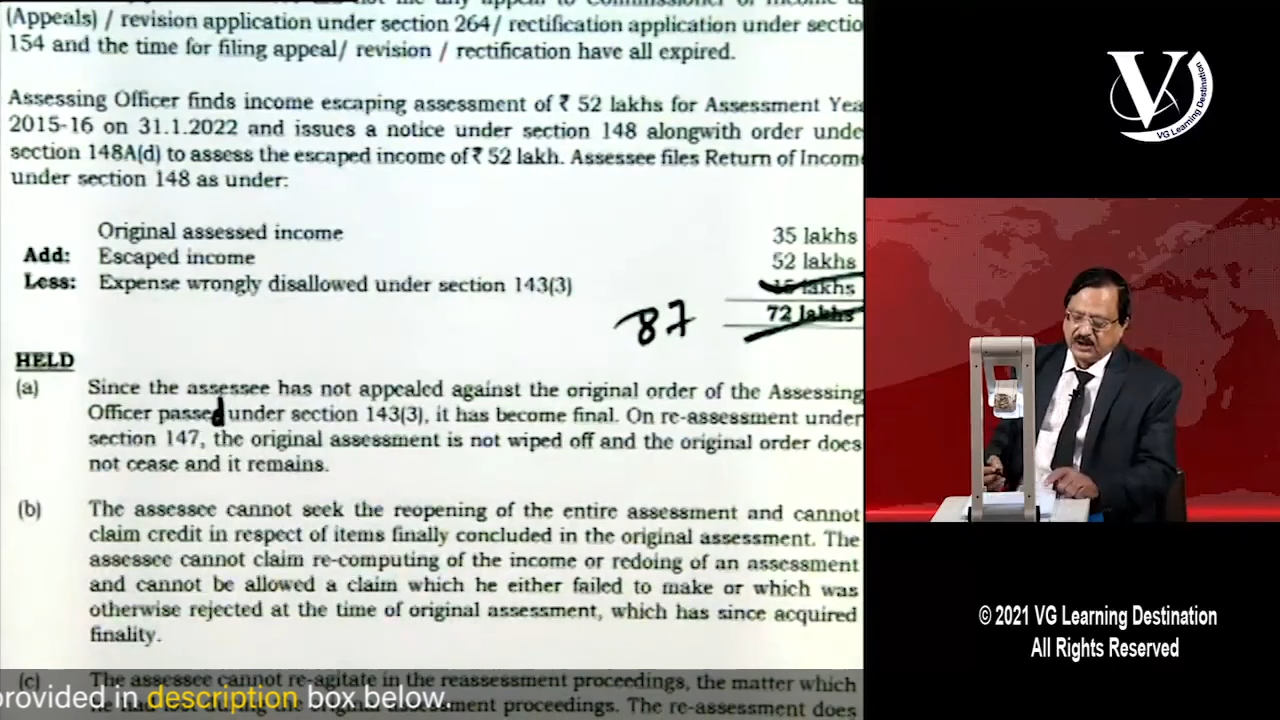 (Appeals) / revision application under section 264/ rectification application under sectio
154 and the time for filing appeal/ revision / rectification have all expired.
Assessing Officer finds income escaping assessment of ₹ 52 lakhs for Assessment Yea
2015-16 on 31.1.2022 and issues a notice under section 148 alongwith order unde
section 148A(d) to assess the escaped income of ₹ 52 lakh. Assessee files Return of Income
under section 148 as under:
Original assessed income 35 lakhs
Add: Escaped income 52 lakhs
Less: Expense wrongly disallowed under section 143(3) 15 lakhs
87 72 lakhs
HELD
(a) Since the assessee has not appealed against the original order of the Assessing
Officer passed under section 143(3), it has become final. On re-assessment under
section 147, the original assessment is not wiped off and the original order does
not cease and it remains.
(b) The assessee cannot seek the reopening of the entire assessment and cannot
claim credit in respect of items finally concluded in the original assessment. The
assessee cannot claim re-computing of the income or redoing of an assessment
and cannot be allowed a claim which he either failed to make or which was
otherwise rejected at the time of original assessment, which has since acquired
finality.
(c) The assessee cannot re-agitate in the reassessment proceedings, the matter which
he had lost during the original assessment proceedings. The re-assessment does
provided in description box below.
V
VG Learning Destination
© 2021 VG Learning Destination
All Rights Reserved